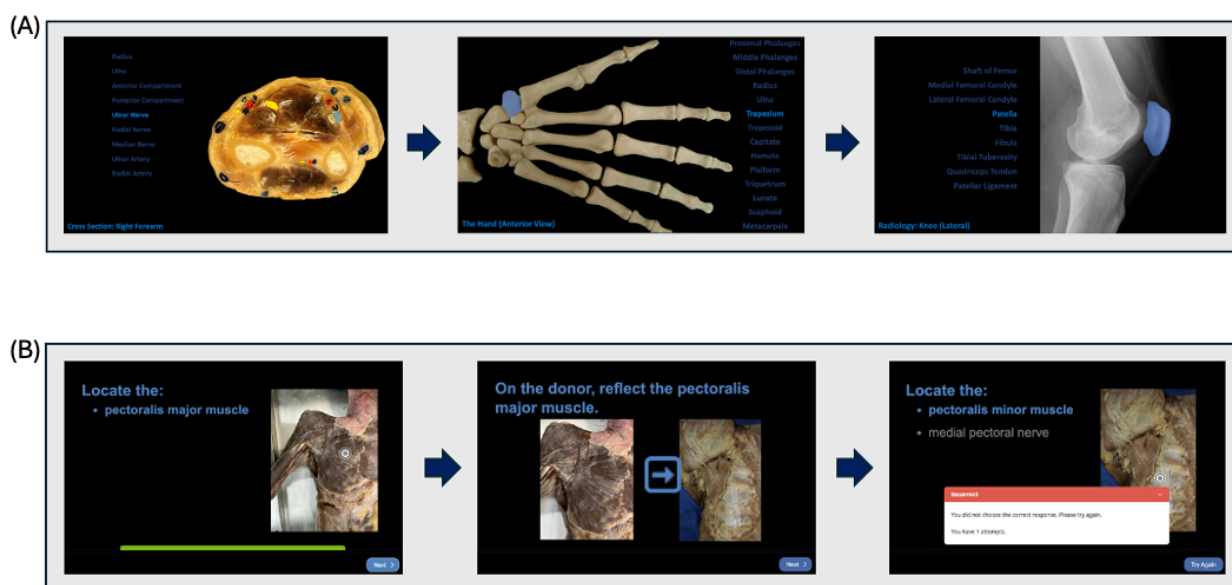 (A)
Radius
Ulna
Anterior Compartment
Posterior Compartment
Ulnar Nerve
Radial Nerve
Median Nerve
Ulnar Artery
Radial Artery
Cross Section: Right Forearm
Proximal Phalanges
Middle Phalanges
Distal Phalanges
Radius
Ulna
Trapezium
Trapezoid
Capitate
Hamate
Pisiform
Triquetrum
Lunate
Scaphoid
Metacarpals
The Hand (Anterior View)
Shaft of Femur
Medial Femoral Condyle
Lateral Femoral Condyle
Patella
Tibia
Fibula
Tibial Tuberosity
Quadriceps Tendon
Patellar Ligament
Radiology: Knee (Lateral)
(B)
Locate the:
• pectoralis major muscle
Next >
On the donor, reflect the pectoralis
major muscle.
Next >
Locate the:
• pectoralis minor muscle
• medial pectoral nerve
Incorrect
You did not choose the correct response. Please try again.
You have 1 attempts.
Try Again